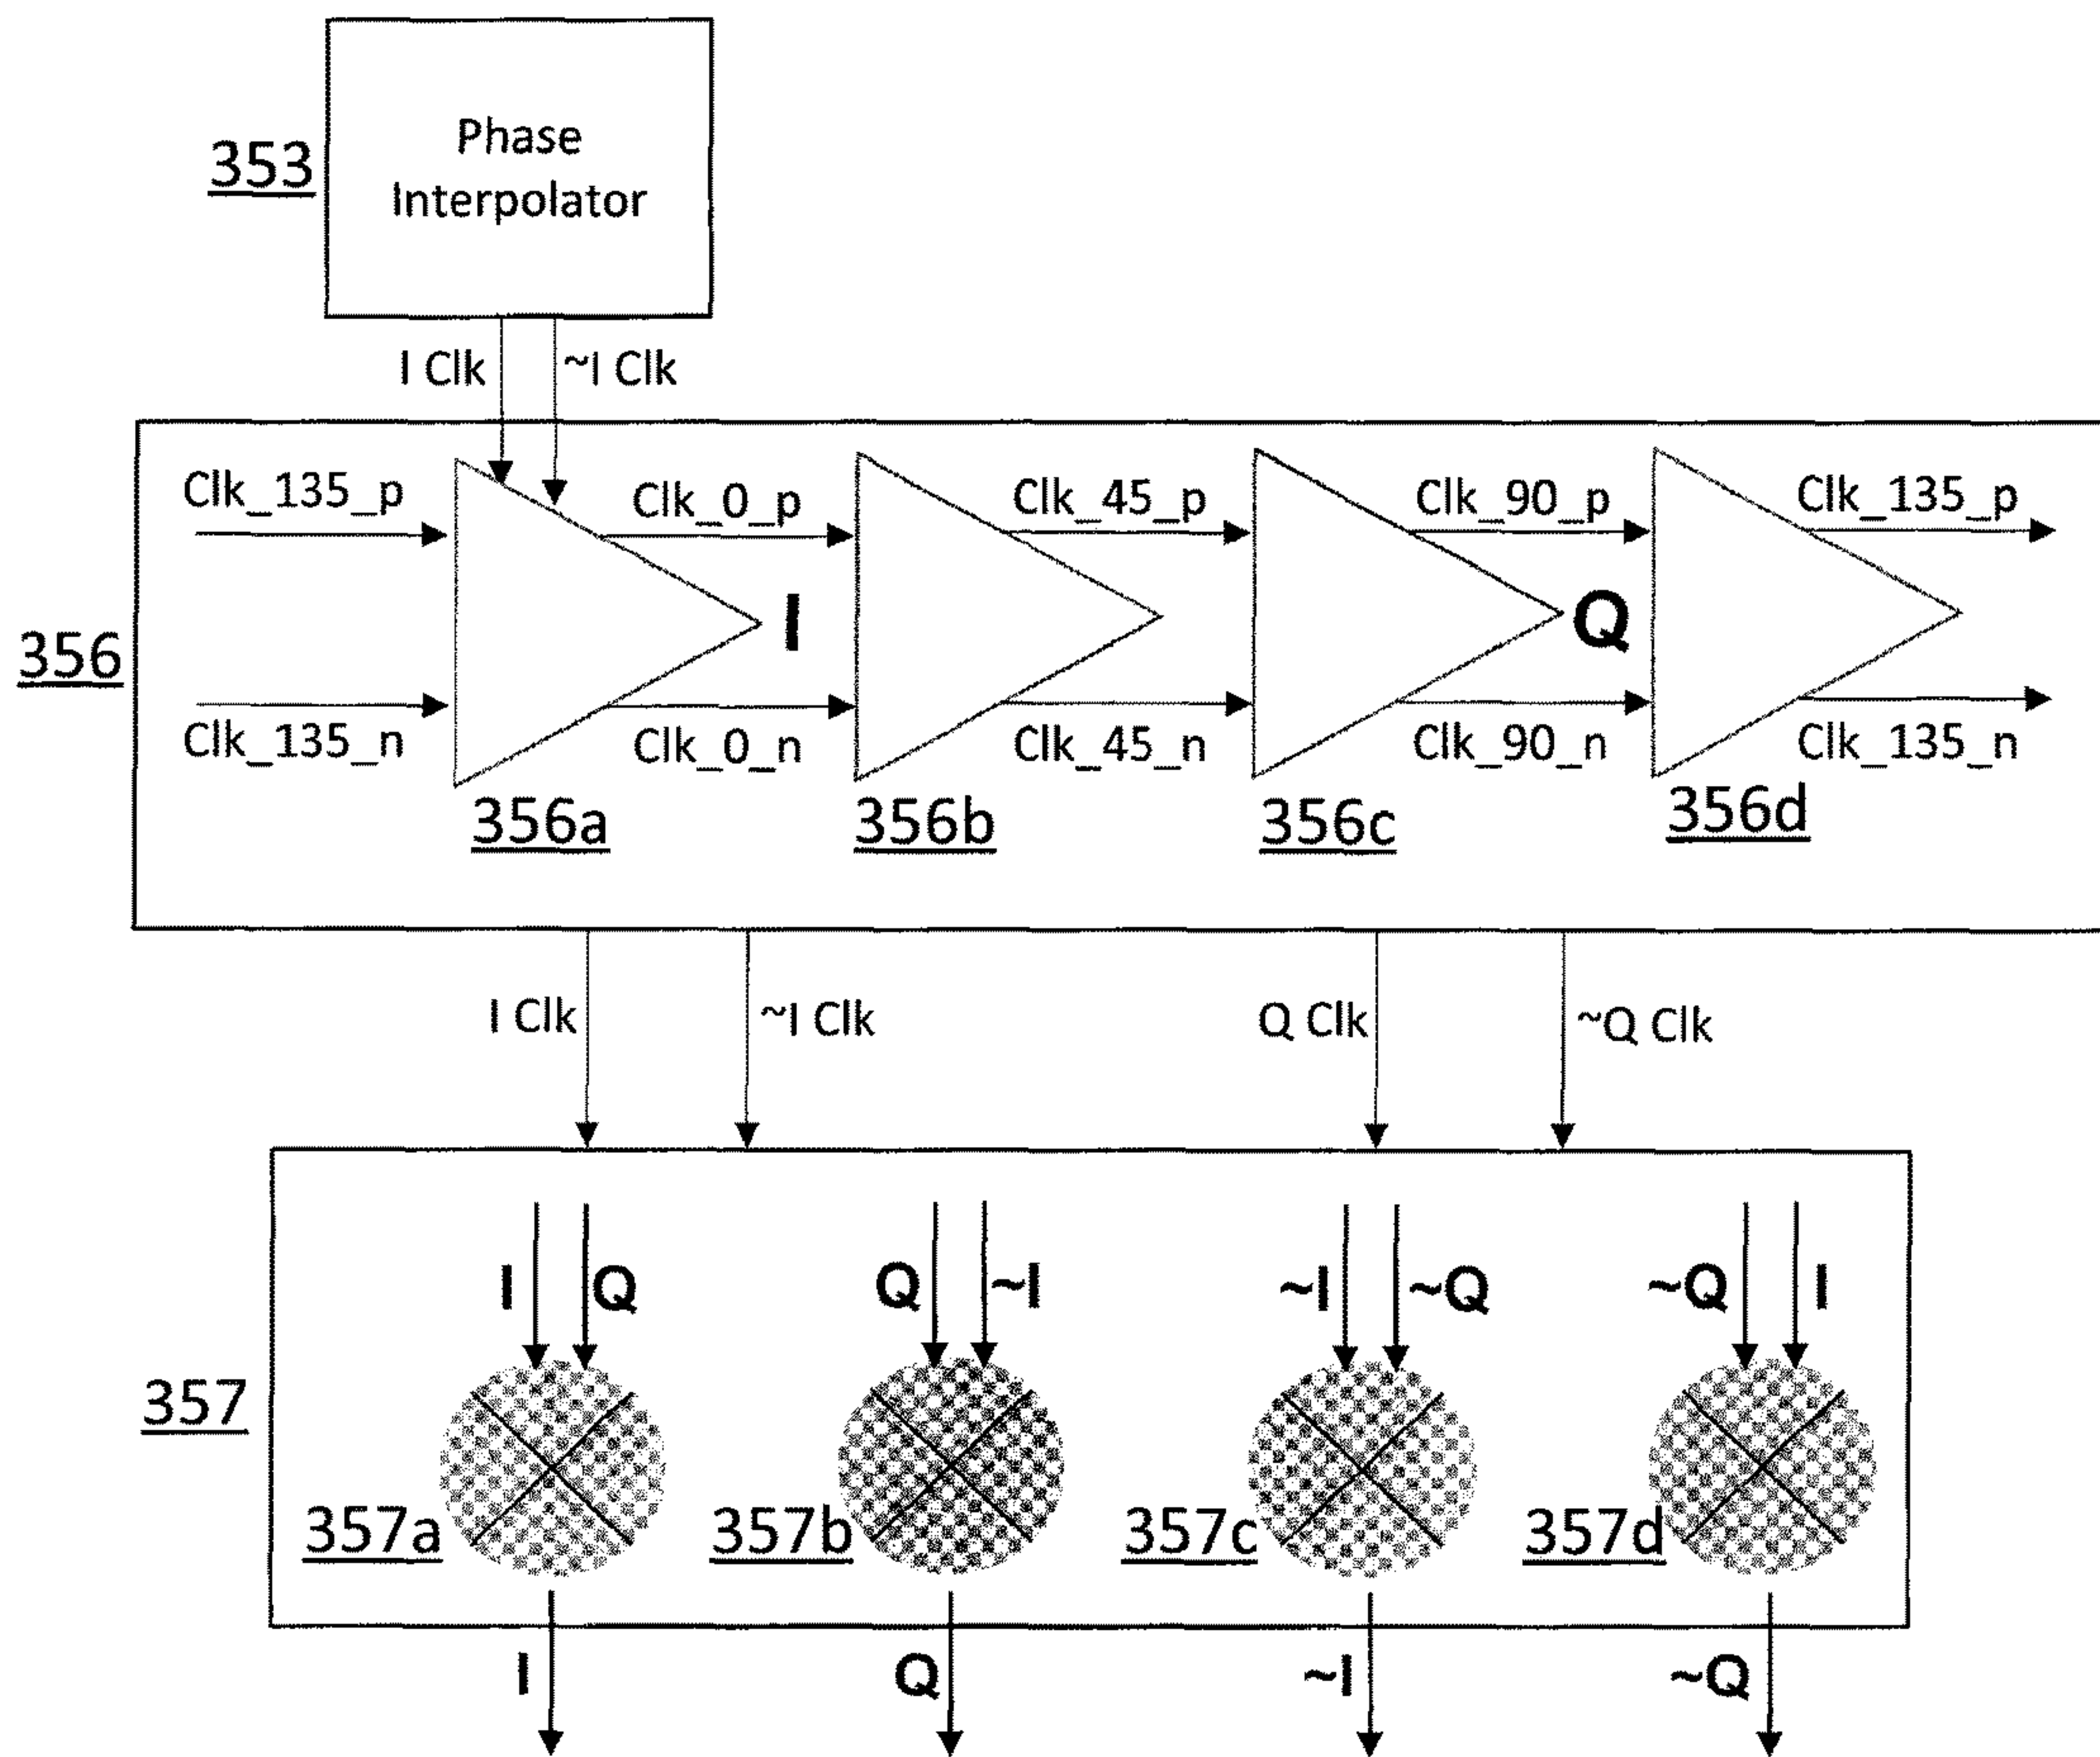 Phase
Interpolator
353
I Clk
~I Clk
Clk_135_p
Clk_0_p
Clk_45_p
Clk_90_p
Clk_135_p
I
Q
356
Clk_135_n
Clk_0_n
Clk_45_n
Clk_90_n
Clk_135_n
356a
356b
356c
356d
I Clk
~I Clk
Q Clk
~Q Clk
I
Q
Q
~I
~I
~Q
~Q
I
357
357a
357b
357c
357d
I
Q
~I
~Q